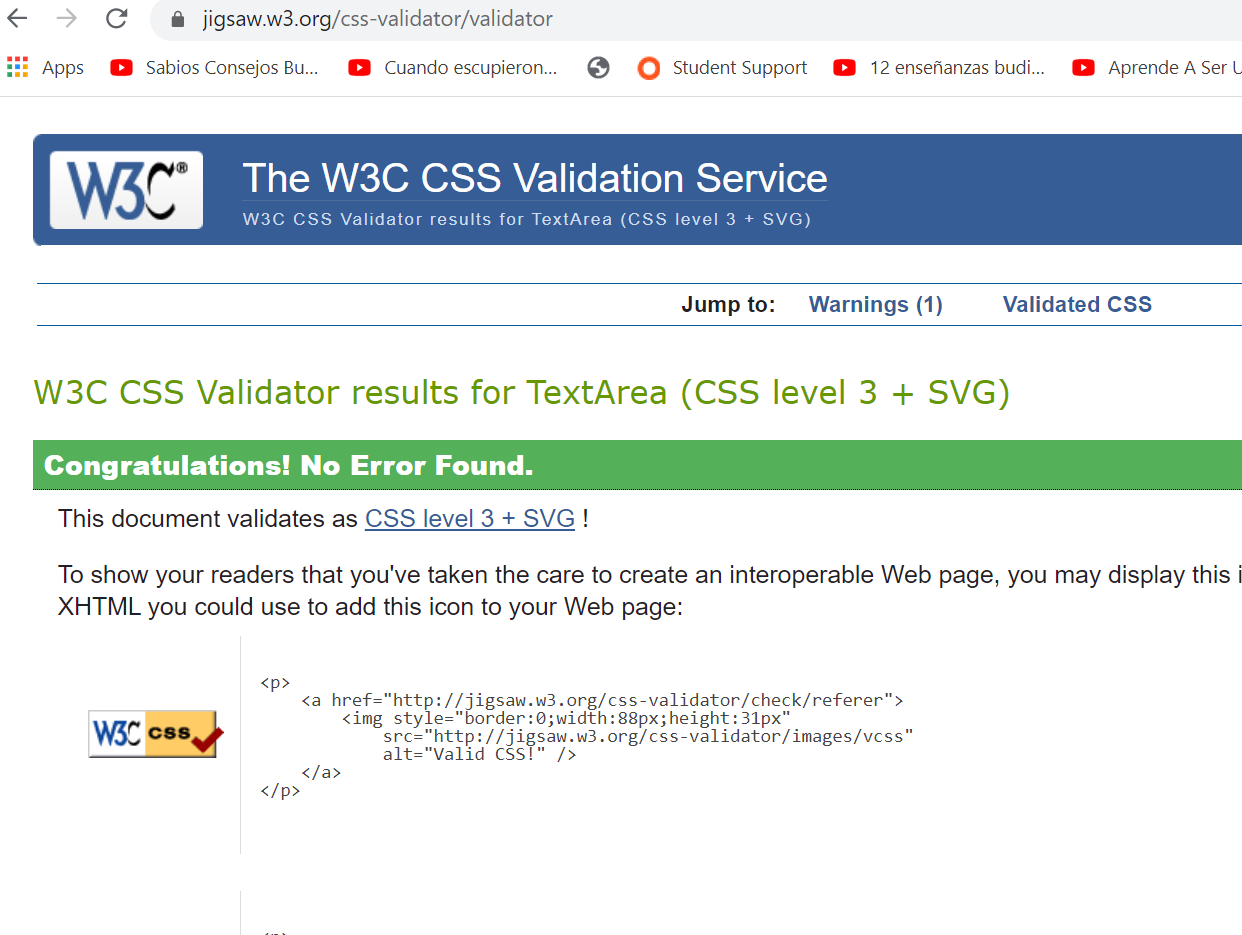 jigsaw.w3.org/css-validator/validator
Apps Sabios Consejos Bu... Cuando escupieron... Student Support 12 enseñanzas budi... Aprende A Ser U
W3C®
The W3C CSS Validation Service
W3C CSS Validator results for TextArea (CSS level 3 + SVG)
Jump to: Warnings (1) Validated CSS
W3C CSS Validator results for TextArea (CSS level 3 + SVG)
Congratulations! No Error Found.
This document validates as CSS level 3 + SVG !
To show your readers that you've taken the care to create an interoperable Web page, you may display this i
XHTML you could use to add this icon to your Web page:
W3C css
<p>
<a href="http://jigsaw.w3.org/css-validator/check/referer">
<img style="border:0;width:88px;height:31px"
src="http://jigsaw.w3.org/css-validator/images/vcss"
alt="Valid CSS!" />
</a>
</p>